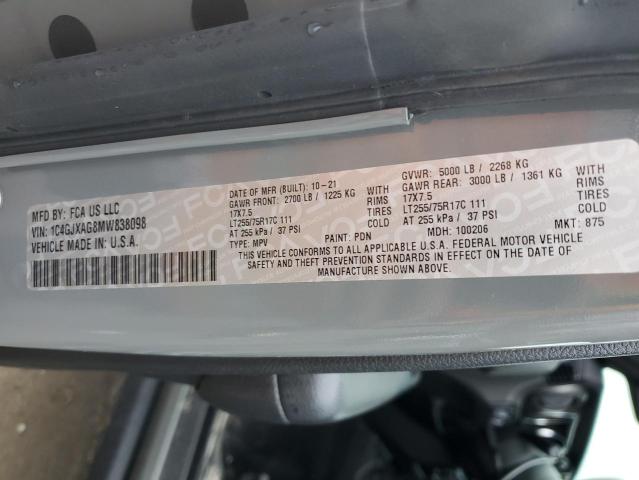 MFD BY: FCA US LLC
VIN: 1C4GJXAG8MW838098
VEHICLE MADE IN U.S.A.
DATE OF MFR (BUILT): 10-21
GAWR FRONT: 2700 LB / 1225 KG WITH
17X7.5 RIMS
LT255/75R17C 111 TIRES
AT 255 kPa / 37 PSI COLD
TYPE: MPV PAINT: PDN
GVWR: 5000 LB / 2268 KG
GAWR REAR: 3000 LB / 1361 KG WITH
17X7.5 RIMS
LT255/75R17C 111 TIRES
AT 255 kPa / 37 PSI COLD
MDH: 100206 MKT: 875
THIS VEHICLE CONFORMS TO ALL APPLICABLE U.S.A. FEDERAL MOTOR VEHICLE
SAFETY AND THEFT PREVENTION STANDARDS IN EFFECT ON THE DATE OF
MANUFACTURE SHOWN ABOVE.